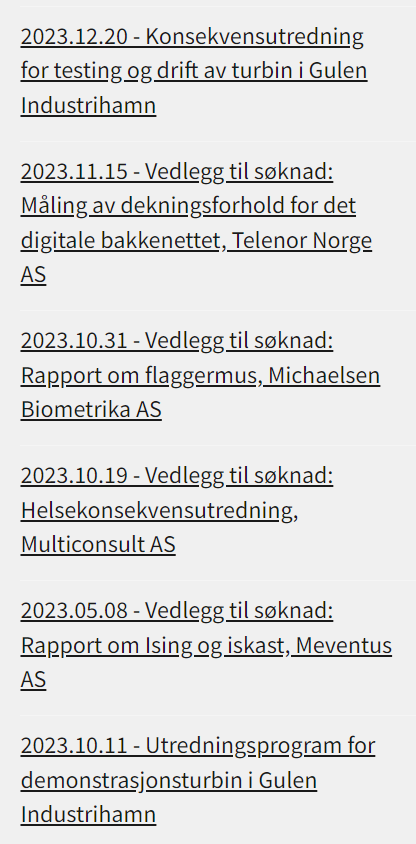 2023.12.20 - Konsekvensutredning
for testing og drift av turbin i Gulen
Industrihamn
2023.11.15 - Vedlegg til søknad:
Måling av dekningsforhold for det
digitale bakkenettet, Telenor Norge
AS
2023.10.31 - Vedlegg til søknad:
Rapport om flaggermus, Michaelsen
Biometrika AS
2023.10.19 - Vedlegg til søknad:
Helsekonsekvensutredning,
Multiconsult AS
2023.05.08 - Vedlegg til søknad:
Rapport om Ising og iskast, Meventus
AS
2023.10.11 - Utredningsprogram for
demonstrasjonsturbin i Gulen
Industrihamn